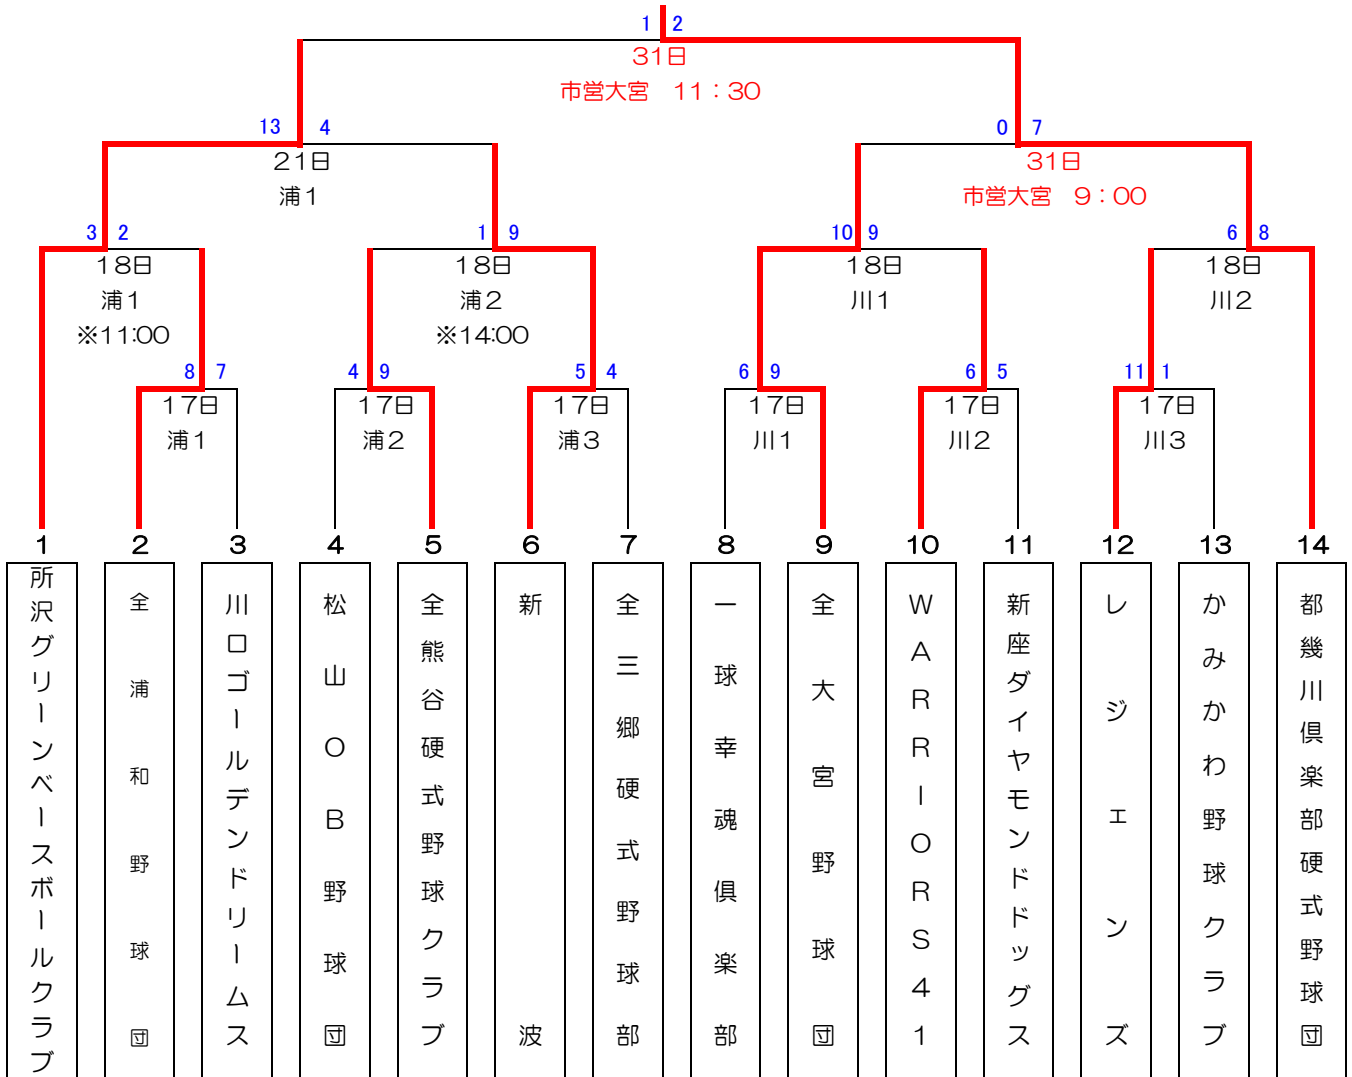 1 2
31日
市営大宮 11：30
13 4
21日
浦1
0 7
31日
市営大宮 9：00
3 2
18日
浦1
※11:00
1 9
18日
浦2
※14:00
10 9
18日
川1
6 8
18日
川2
8 7
17日
浦1
4 9
17日
浦2
5 4
17日
浦3
6 9
17日
川1
6 5
17日
川2
11 1
17日
川3
1 2 3 4 5 6 7 8 9 10 11 12 13 14
所沢グリーンベースボールクラブ
全浦和野球団
川口ゴールデンドリームス
松山OB野球団
全熊谷硬式野球クラブ
新波
全三郷硬式野球部
一球幸魂倶楽部
全大宮野球団
WARRIORS41
新座ダイヤモンドドッグス
レジェンズ
かみかわ野球クラブ
都幾川倶楽部硬式野球団